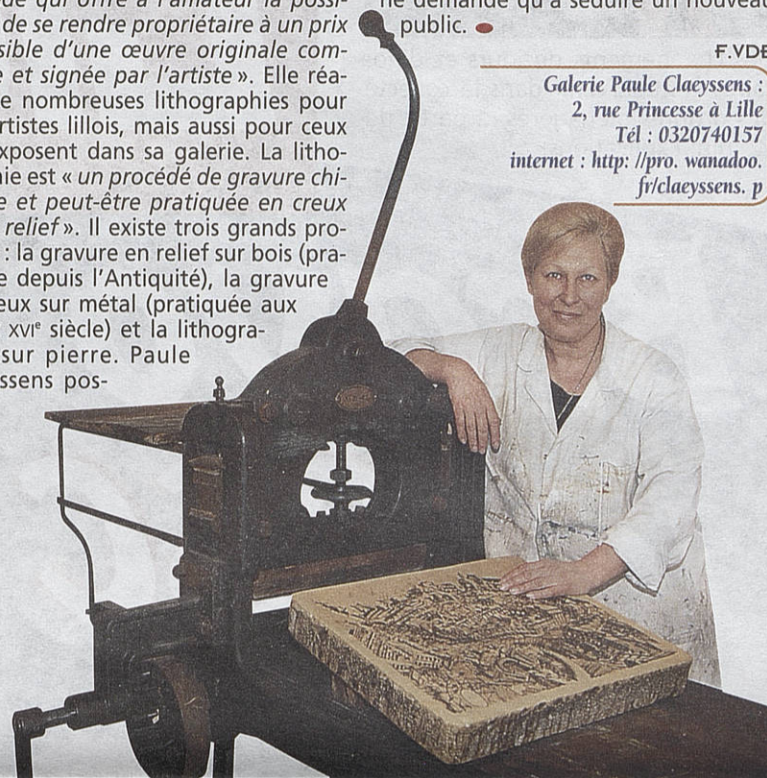 qui offre à l'amateur la possi-
de se rendre propriétaire à un prix
sible d'une œuvre originale com-
e et signée par l'artiste ». Elle réa-
e nombreuses lithographies pour
rtistes lillois, mais aussi pour ceux
xposent dans sa galerie. La litho-
nie est « un procédé de gravure chi-
e et peut-être pratiquée en creux
relief ». Il existe trois grands pro-
: la gravure en relief sur bois (pra-
e depuis l'Antiquité), la gravure
eux sur métal (pratiquée aux
XVIe siècle) et la lithogra-
sur pierre. Paule
ssens pos-
ne demande qu'à séduire un nouveau
public.
F.VDE
Galerie Paule Claeyssens :
2, rue Princesse à Lille
Tél : 0320740157
internet : http: //pro. wanadoo.
fr/claeyssens. p